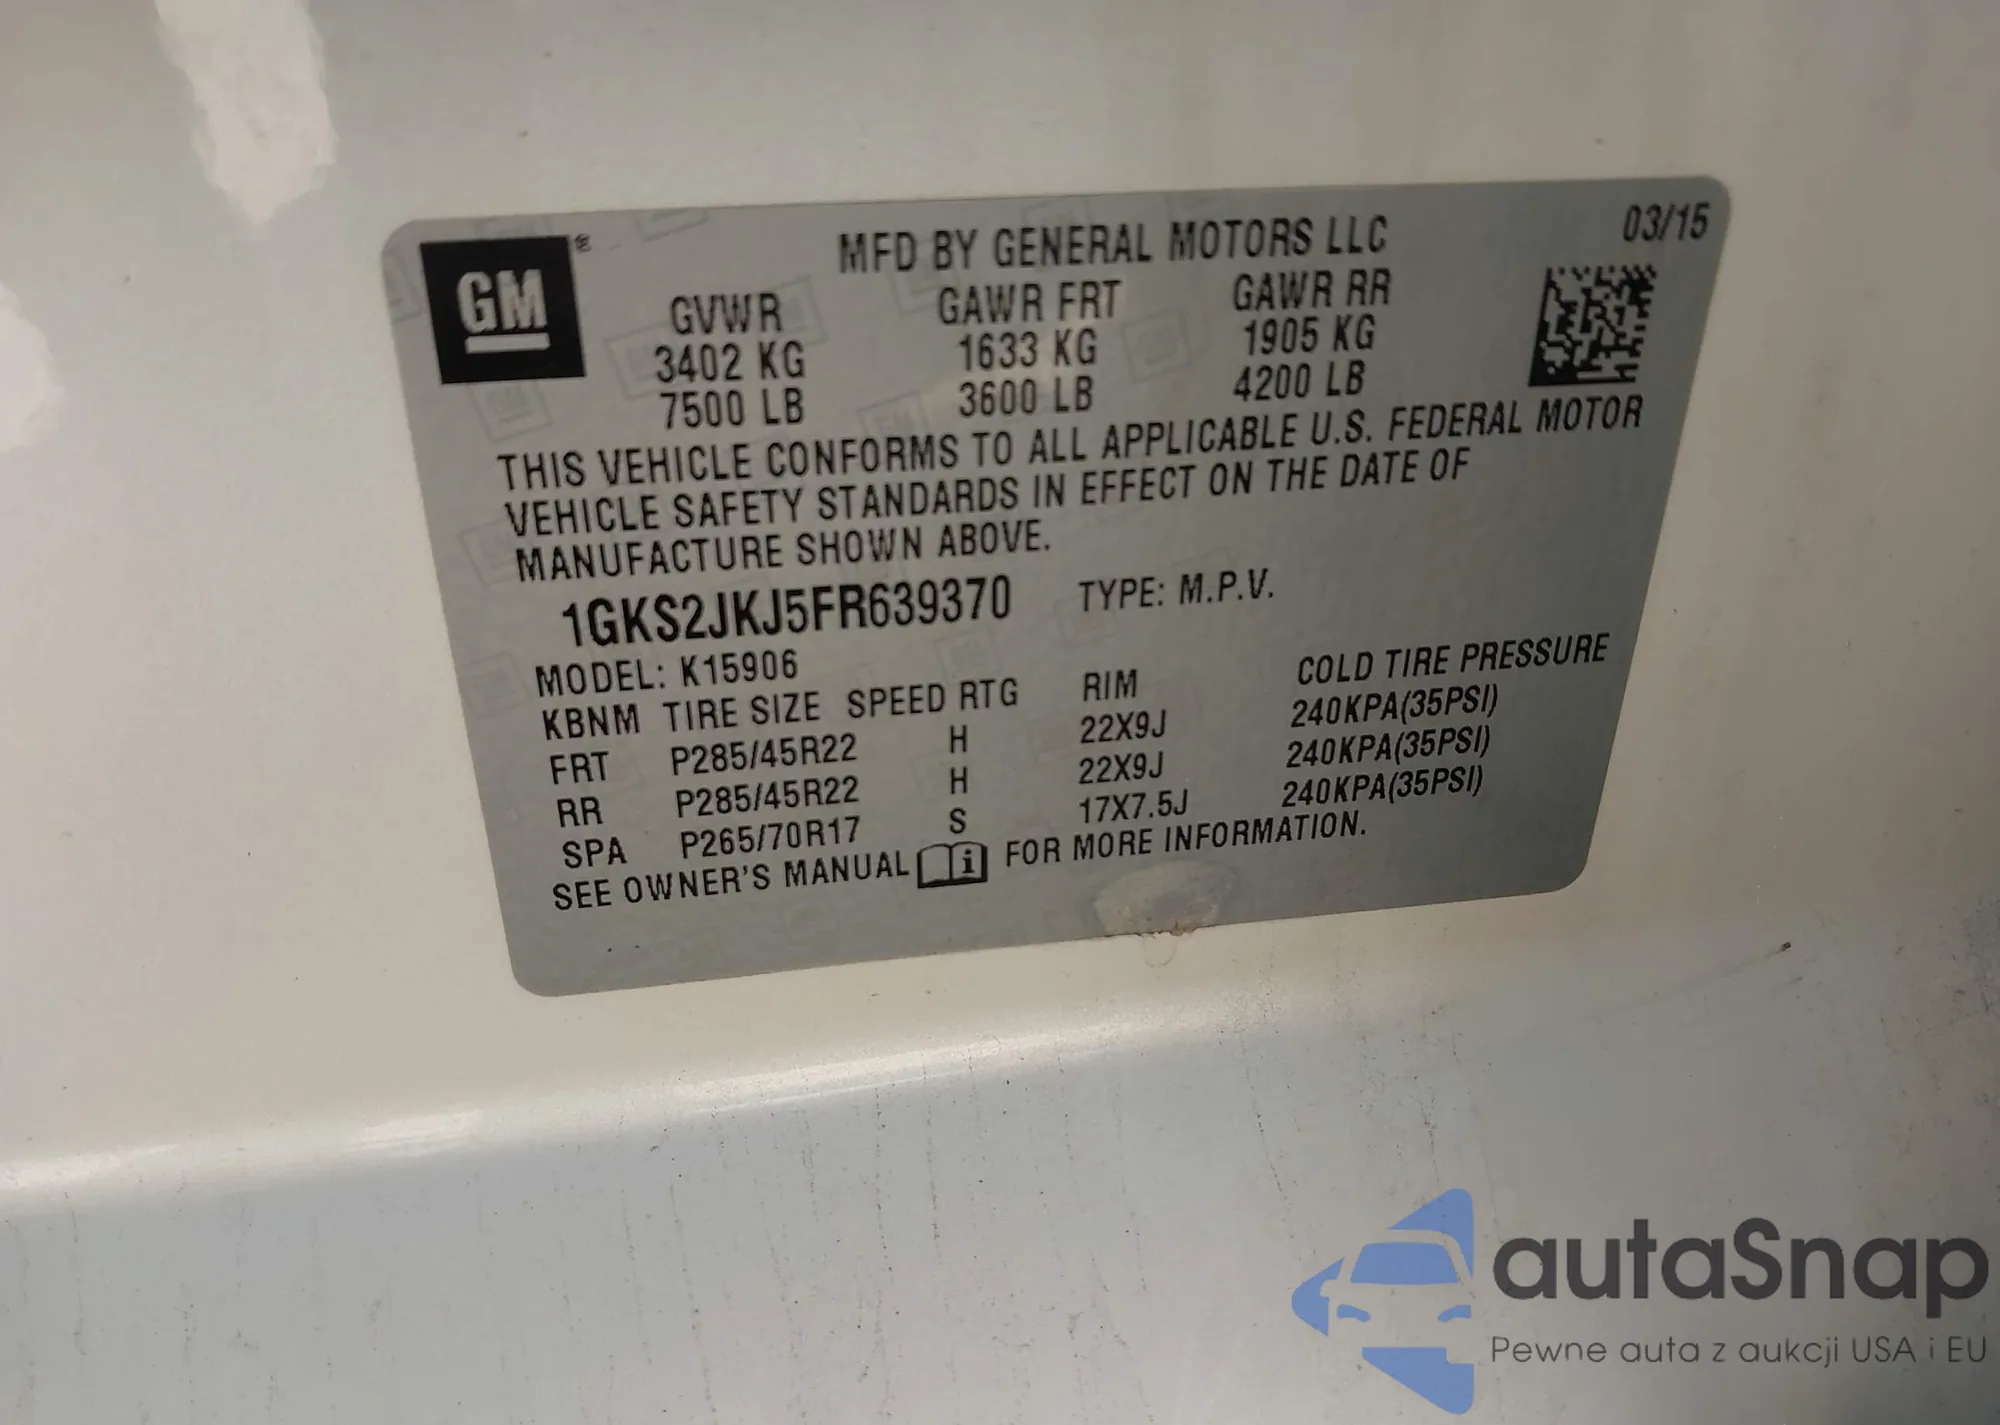 GM ®
MFD BY GENERAL MOTORS LLC 03/15
GVWR GAWR FRT GAWR RR
3402 KG 1633 KG 1905 KG
7500 LB 3600 LB 4200 LB
THIS VEHICLE CONFORMS TO ALL APPLICABLE U.S. FEDERAL MOTOR
VEHICLE SAFETY STANDARDS IN EFFECT ON THE DATE OF
MANUFACTURE SHOWN ABOVE.
1GKS2JKJ5FR639370 TYPE: M.P.V.
MODEL: K15906
KBNM TIRE SIZE SPEED RTG RIM COLD TIRE PRESSURE
FRT P285/45R22 H 22X9J 240KPA(35PSI)
RR P285/45R22 H 22X9J 240KPA(35PSI)
SPA P265/70R17 S 17X7.5J 240KPA(35PSI)
SEE OWNER'S MANUAL i FOR MORE INFORMATION.
autaSnap
Pewne auta z aukcji USA i EU